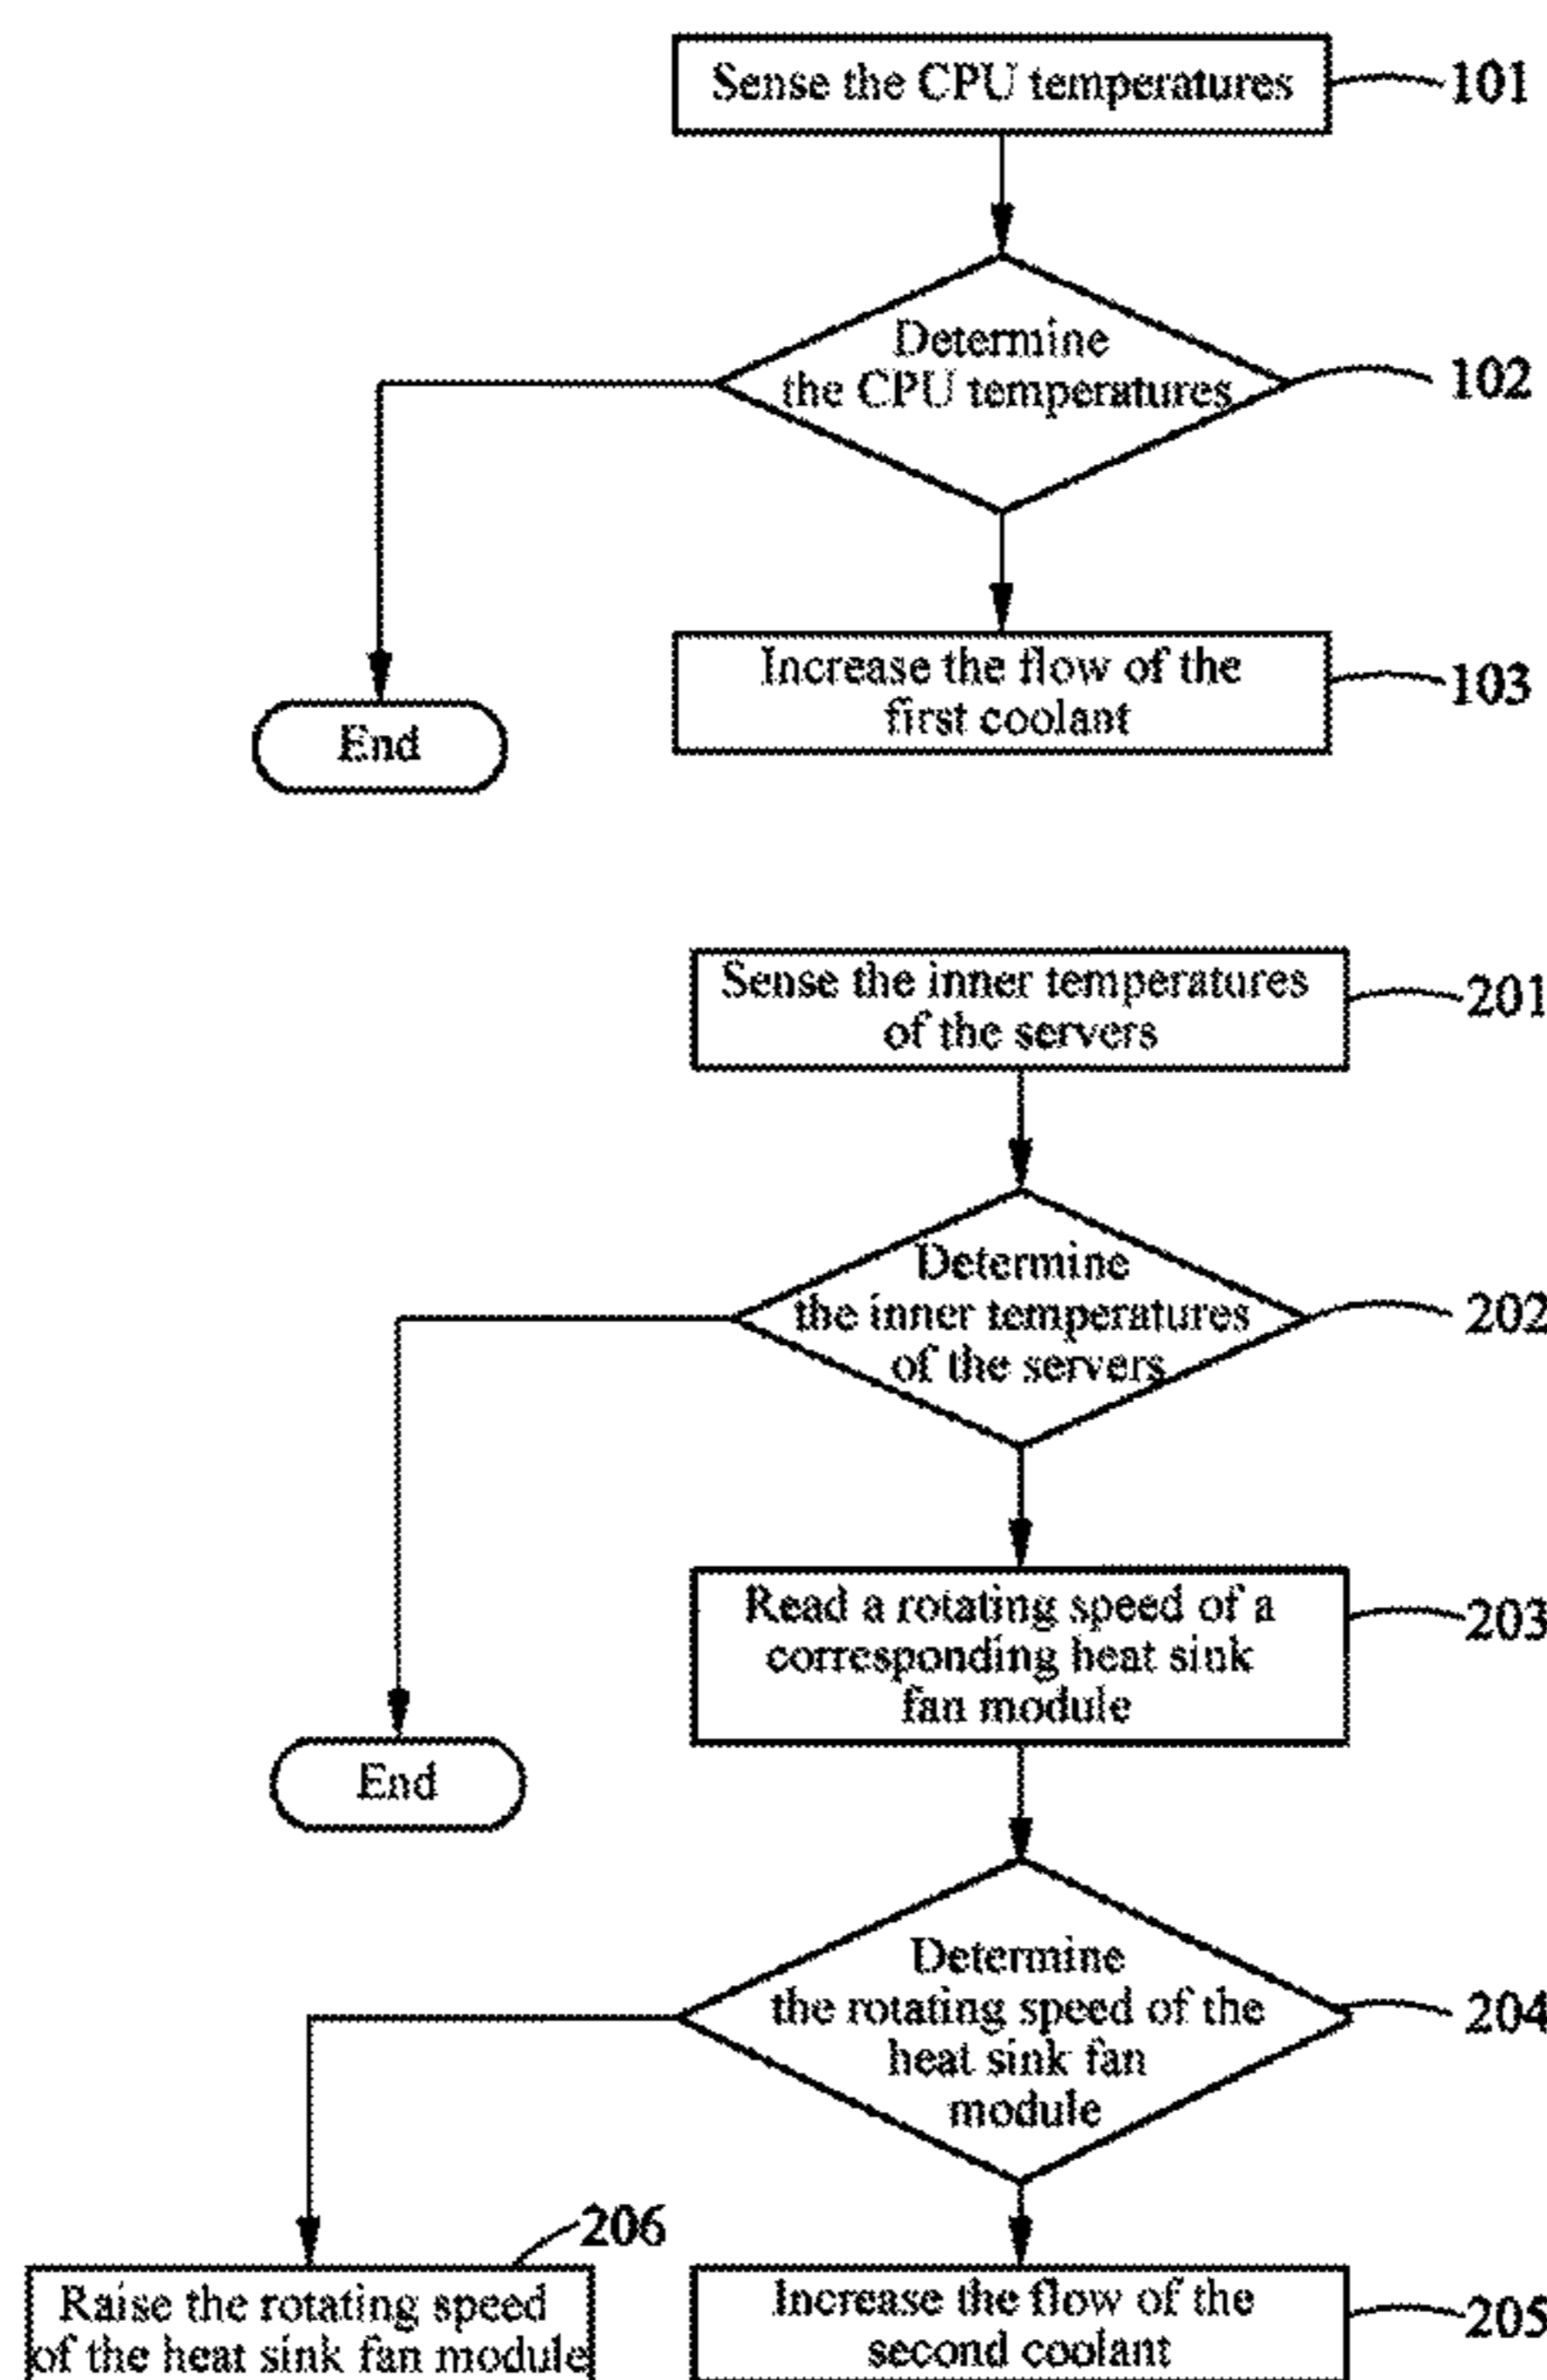 Sense the CPU temperatures
101
Determine
the CPU temperatures
102
Increase the flow of the
first coolant
103
End
Sense the inner temperatures
of the servers
201
Determine
the inner temperatures
of the servers
202
Read a rotating speed of a
corresponding heat sink
fan module
203
End
Determine
the rotating speed of the
heat sink fan
module
204
206
Raise the rotating speed
of the heat sink fan module
Increase the flow of the
second coolant
205